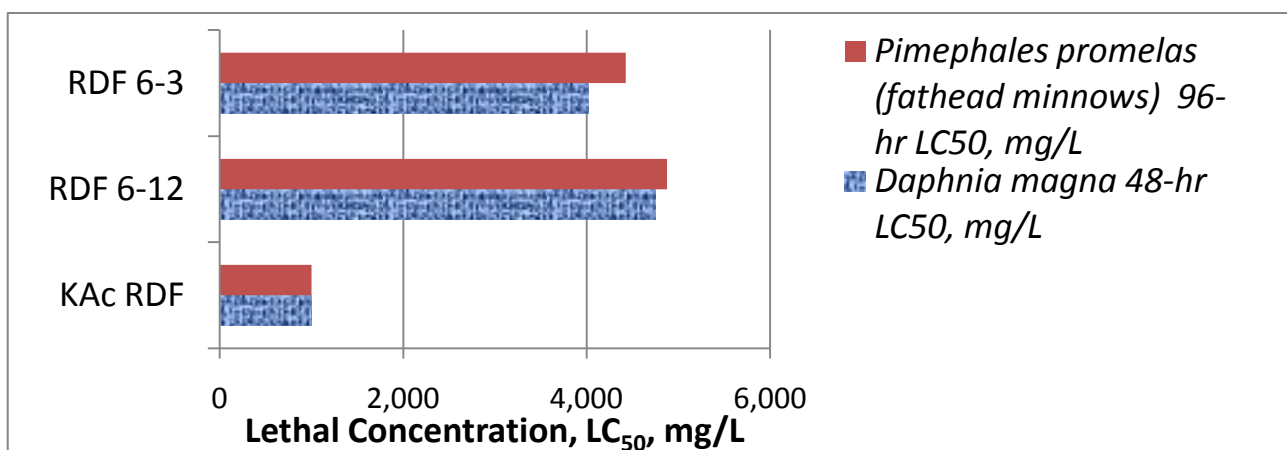 RDF 6-3
RDF 6-12
KAc RDF
0
2,000
4,000
6,000
Lethal Concentration, LC50, mg/L
Pimephales promelas
(fathead minnows) 96-
hr LC50, mg/L
Daphnia magna 48-hr
LC50, mg/L